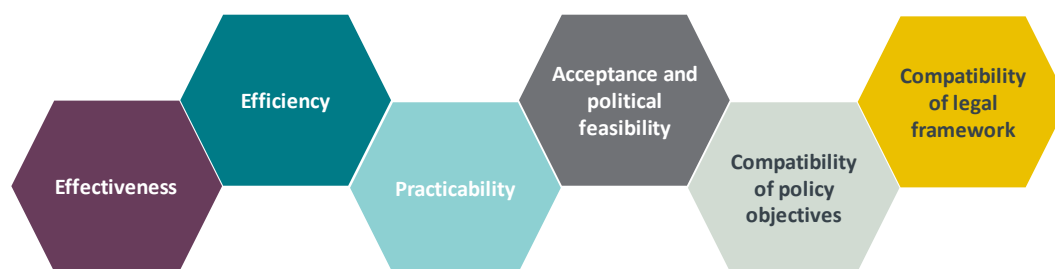 Effectiveness
Efficiency
Practicability
Acceptance and
political
feasibility
Compatibility
of policy
objectives
Compatibility
of legal
framework